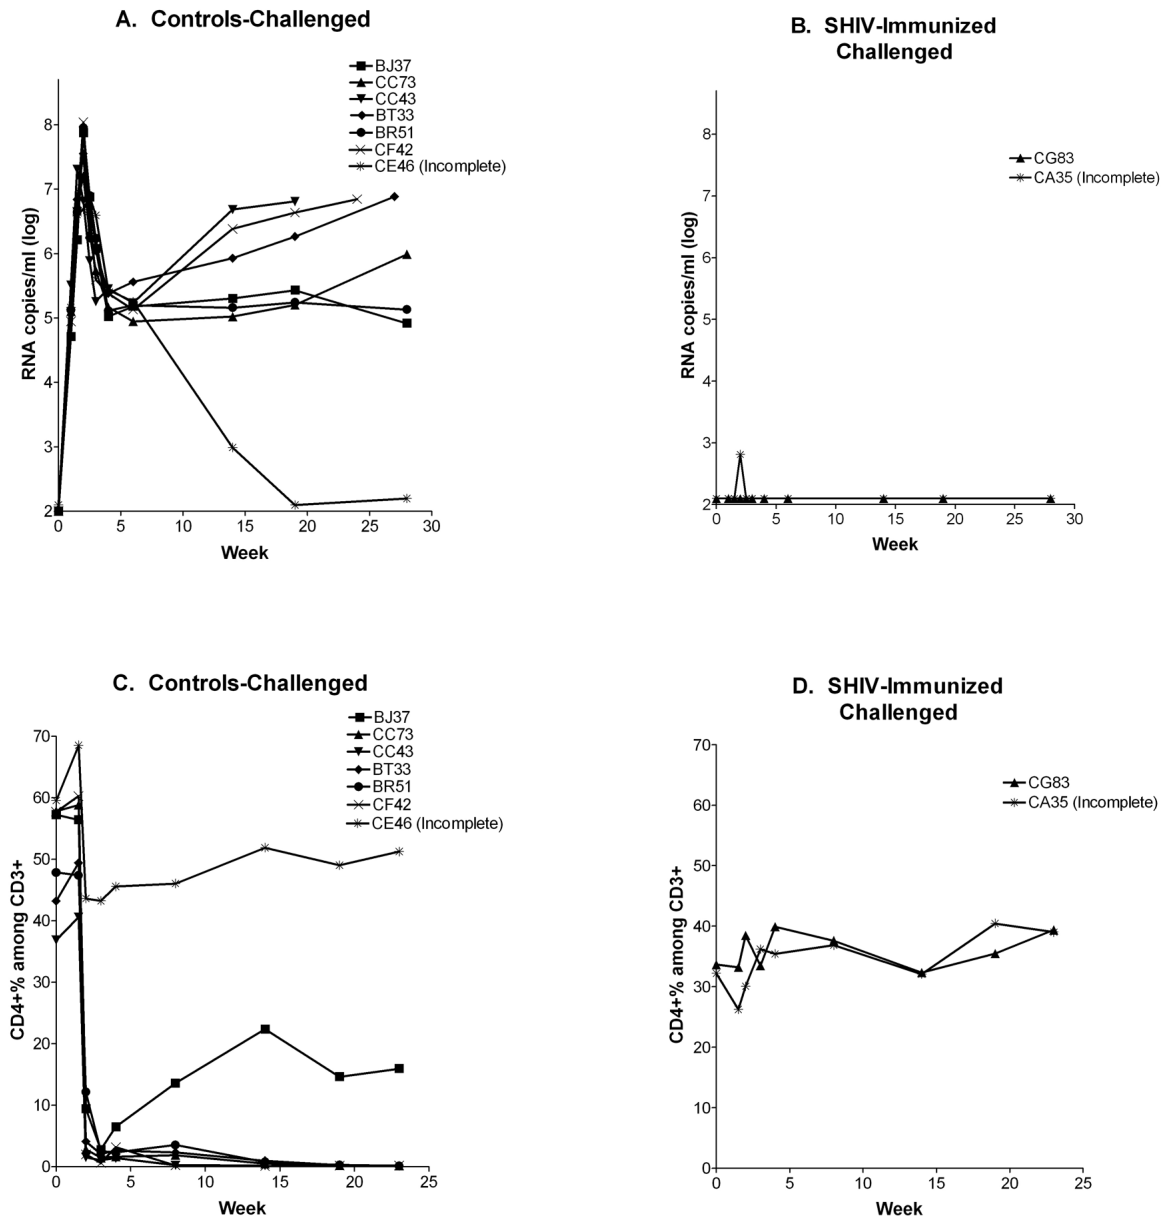 A. Controls-Challenged
BJ37
CC73
CC43
BT33
BR51
CF42
CE46 (Incomplete)
RNA copies/ml (log)
8
7
6
5
4
3
2
0 5 10 15 20 25 30
Week
B. SHIV-Immunized
Challenged
CG83
CA35 (Incomplete)
RNA copies/ml (log)
8
7
6
5
4
3
2
0 5 10 15 20 25 30
Week
C. Controls-Challenged
BJ37
CC73
CC43
BT33
BR51
CF42
CE46 (Incomplete)
CD4+% among CD3+
70
60
50
40
30
20
10
0
0 5 10 15 20 25
Week
D. SHIV-Immunized
Challenged
CG83
CA35 (Incomplete)
CD4+% among CD3+
70
60
50
40
30
20
10
0
0 5 10 15 20 25
Week